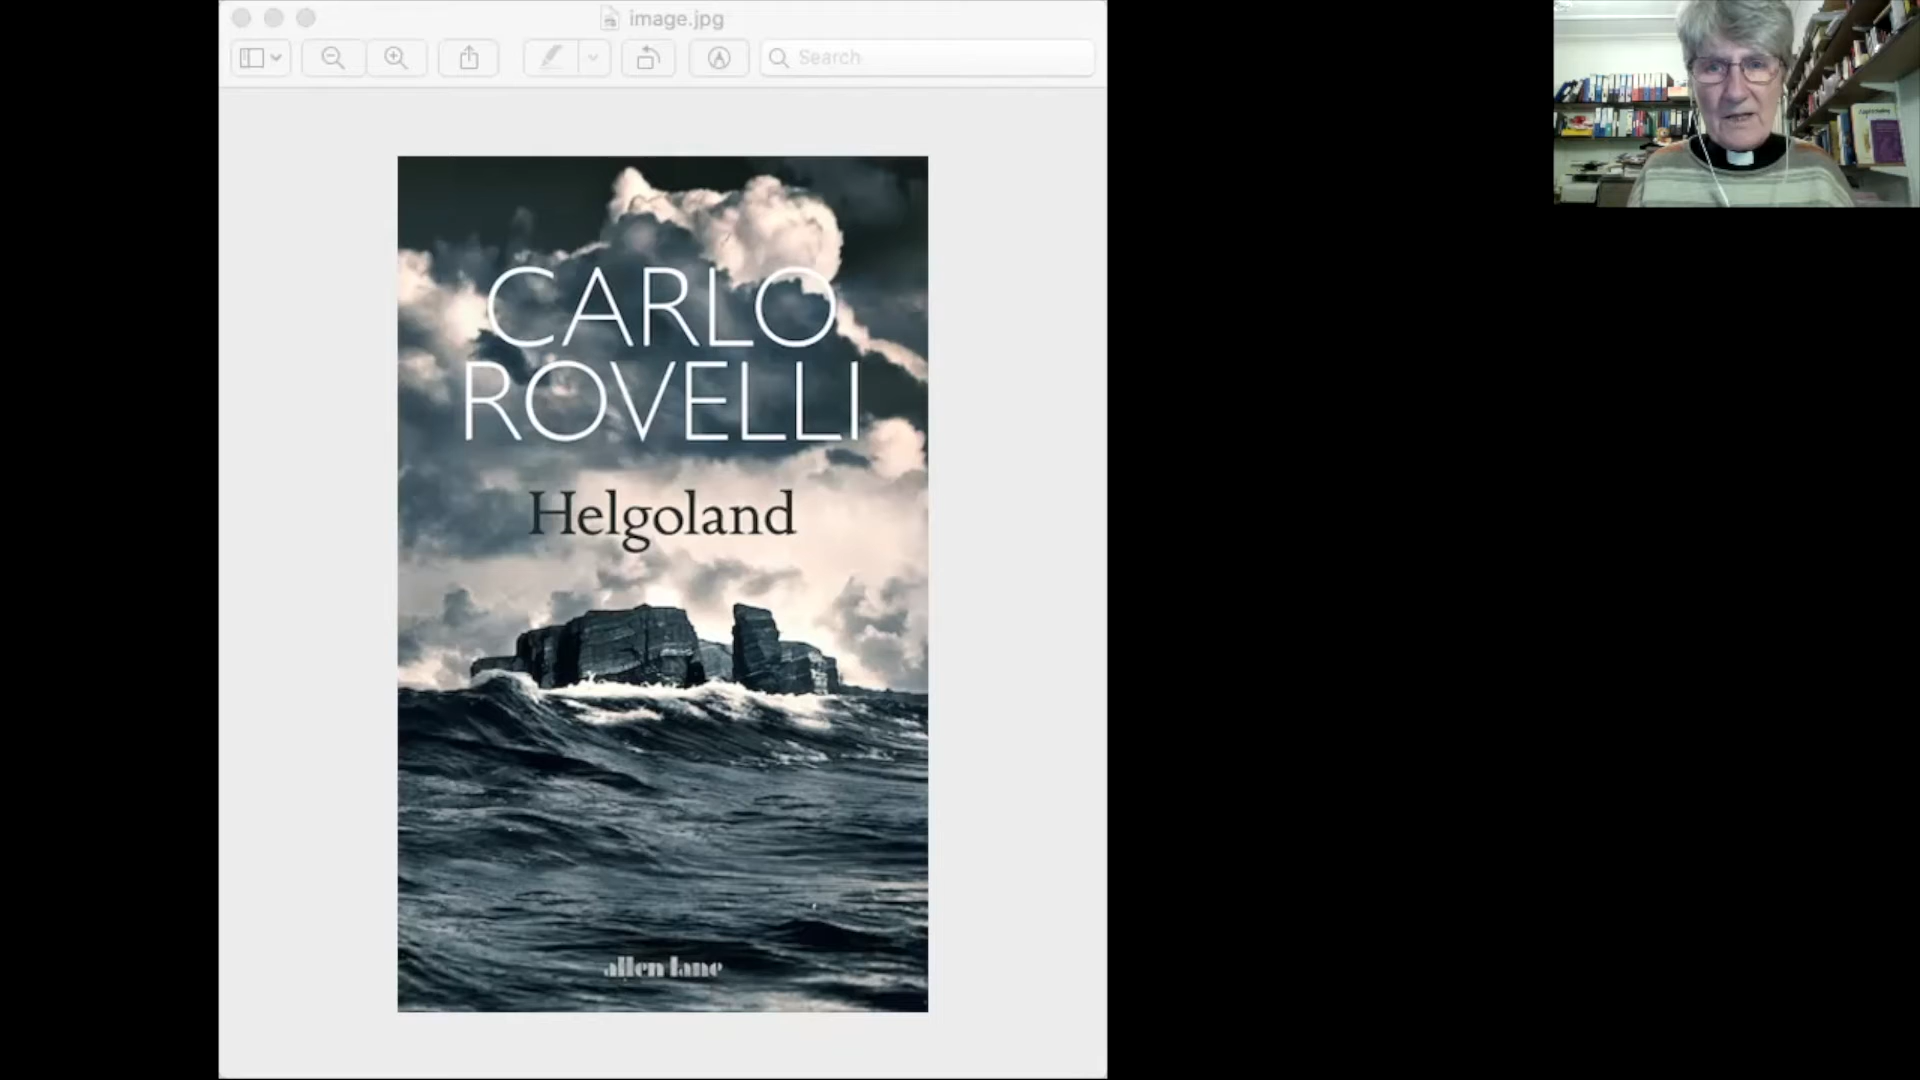 image.jpg
Search
CARLO
ROVELLI
Helgoland
allen lane